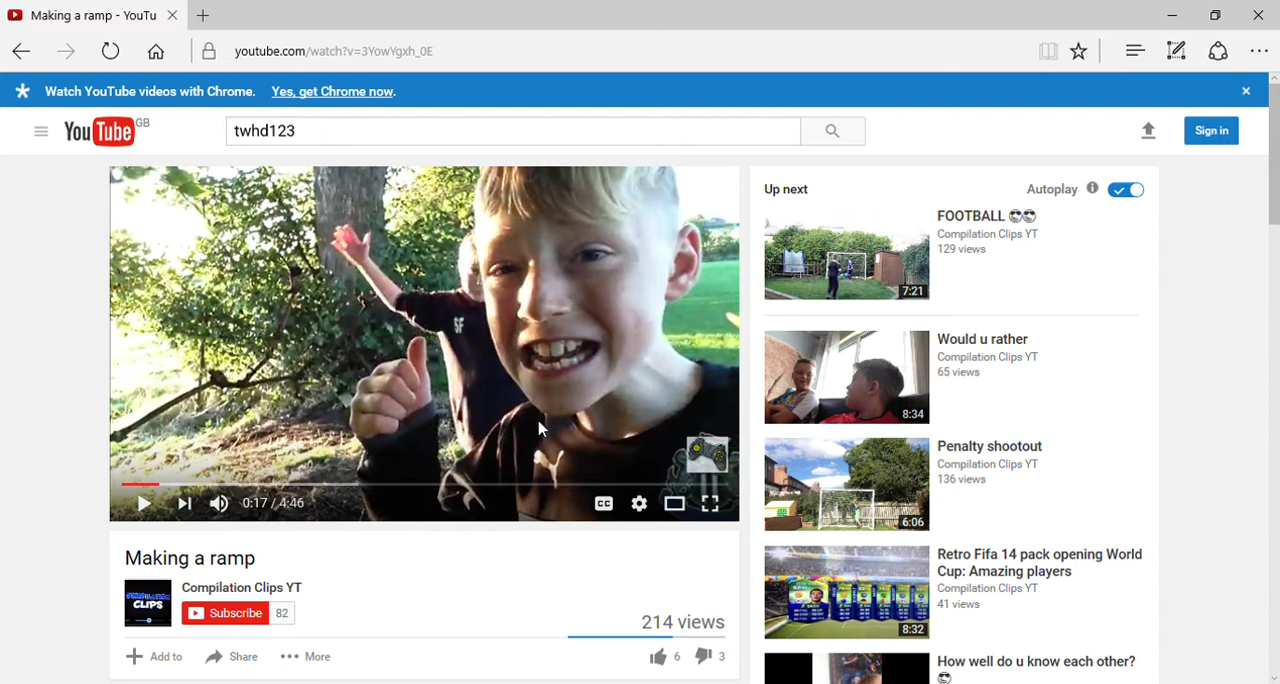 Making a ramp - YouTu
youtube.com/watch?v=3YowYgxh_0E
Watch YouTube videos with Chrome. Yes, get Chrome now.
YouTube GB
twhd123
Sign in
SF
0:17 / 4:46
CC
Making a ramp
Compilation Clips YT
CLIPS
Subscribe 82
214 views
Add to
Share
More
6
3
Up next
Autoplay
FOOTBALL 😎😎
Compilation Clips YT
129 views
7:21
Would u rather
Compilation Clips YT
65 views
8:34
Penalty shootout
Compilation Clips YT
136 views
6:06
Retro Fifa 14 pack opening World
Cup: Amazing players
Compilation Clips YT
41 views
8:32
How well do u know each other?
😎